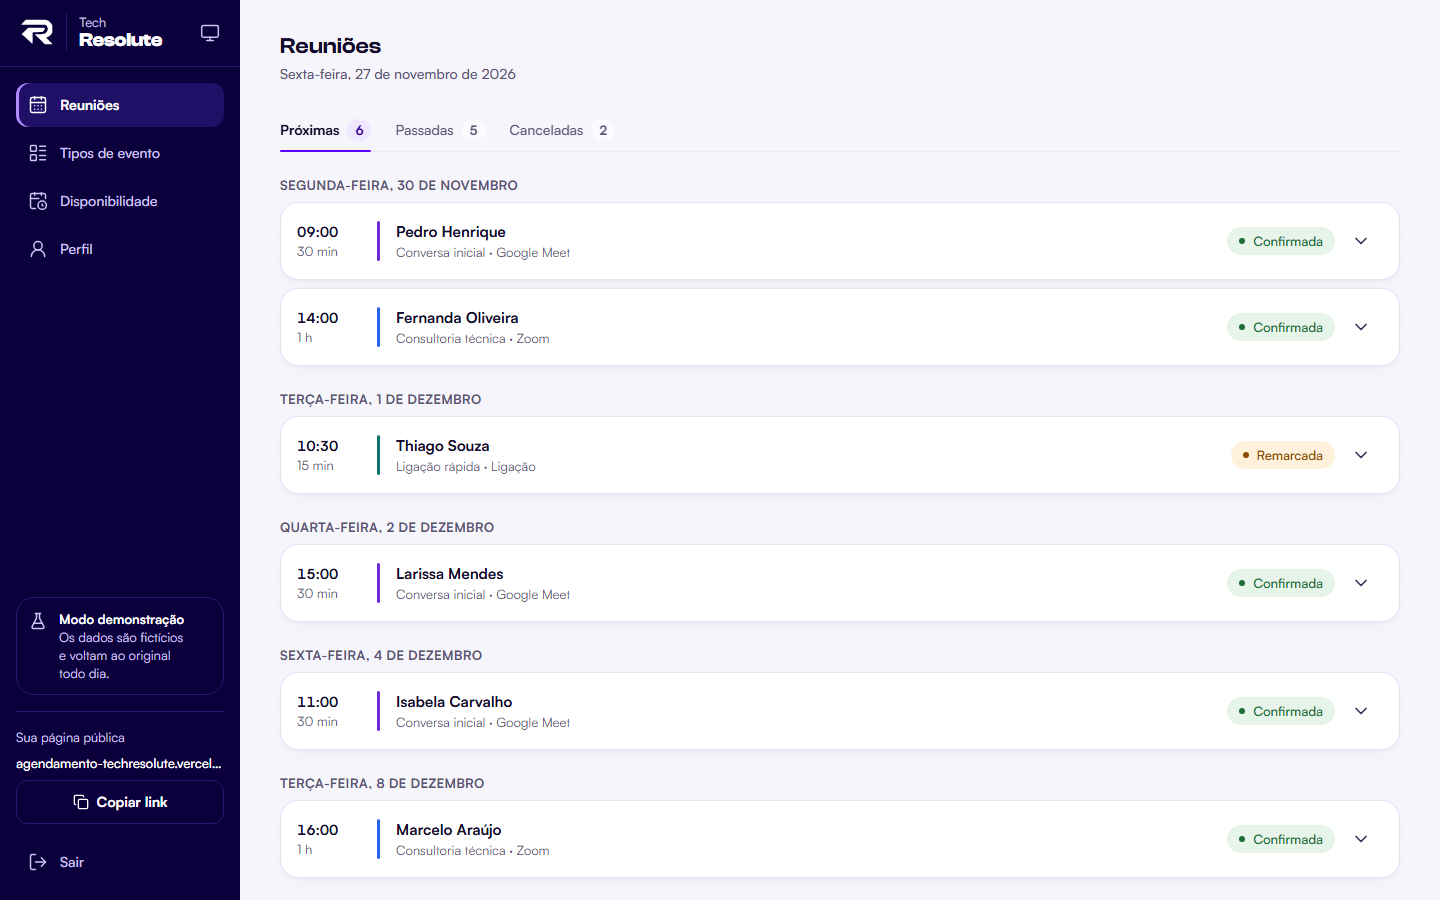 Tech
Resolute
Reuniões
Tipos de evento
Disponibilidade
Perfil
Modo demonstração
Os dados são fictícios
e voltam ao original
todo dia.
Sua página pública
agendamento-techresolute.vercel...
Copiar link
Sair
Reuniões
Sexta-feira, 27 de novembro de 2026
Próximas 6 Passadas 5 Canceladas 2
SEGUNDA-FEIRA, 30 DE NOVEMBRO
09:00 Pedro Henrique Confirmada
30 min Conversa inicial · Google Meet
14:00 Fernanda Oliveira Confirmada
1 h Consultoria técnica · Zoom
TERÇA-FEIRA, 1 DE DEZEMBRO
10:30 Thiago Souza Remarcada
15 min Ligação rápida · Ligação
QUARTA-FEIRA, 2 DE DEZEMBRO
15:00 Larissa Mendes Confirmada
30 min Conversa inicial · Google Meet
SEXTA-FEIRA, 4 DE DEZEMBRO
11:00 Isabela Carvalho Confirmada
30 min Conversa inicial · Google Meet
TERÇA-FEIRA, 8 DE DEZEMBRO
16:00 Marcelo Araújo Confirmada
1 h Consultoria técnica · Zoom